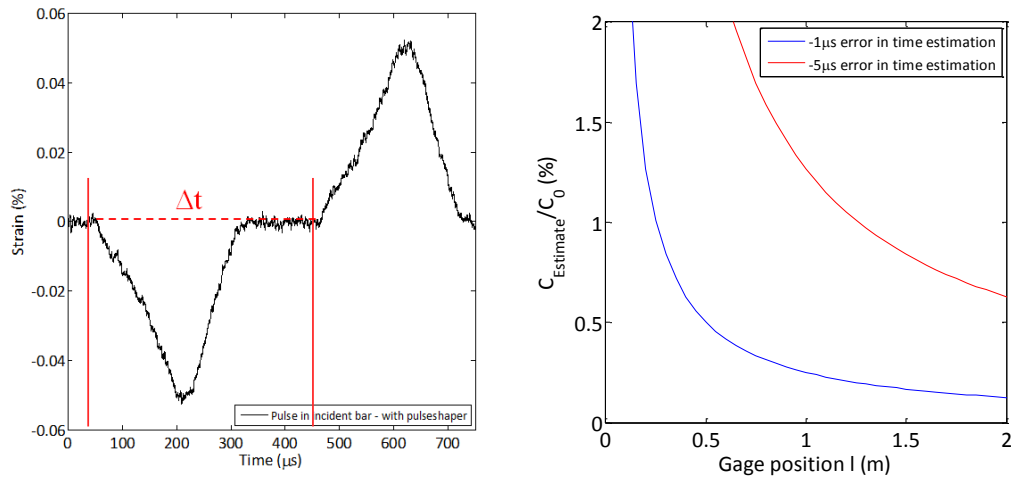 0.06
0.04
0.02
0
-0.02
-0.04
-0.06
Strain (%)
Δt
Pulse in incident bar - with pulseshaper
0 100 200 300 400 500 600 700
Time (μs)
2
1.5
1
0.5
0
C_Estimate/C_0 (%)
-1μs error in time estimation
-5μs error in time estimation
0 0.5 1 1.5 2
Gage position l (m)